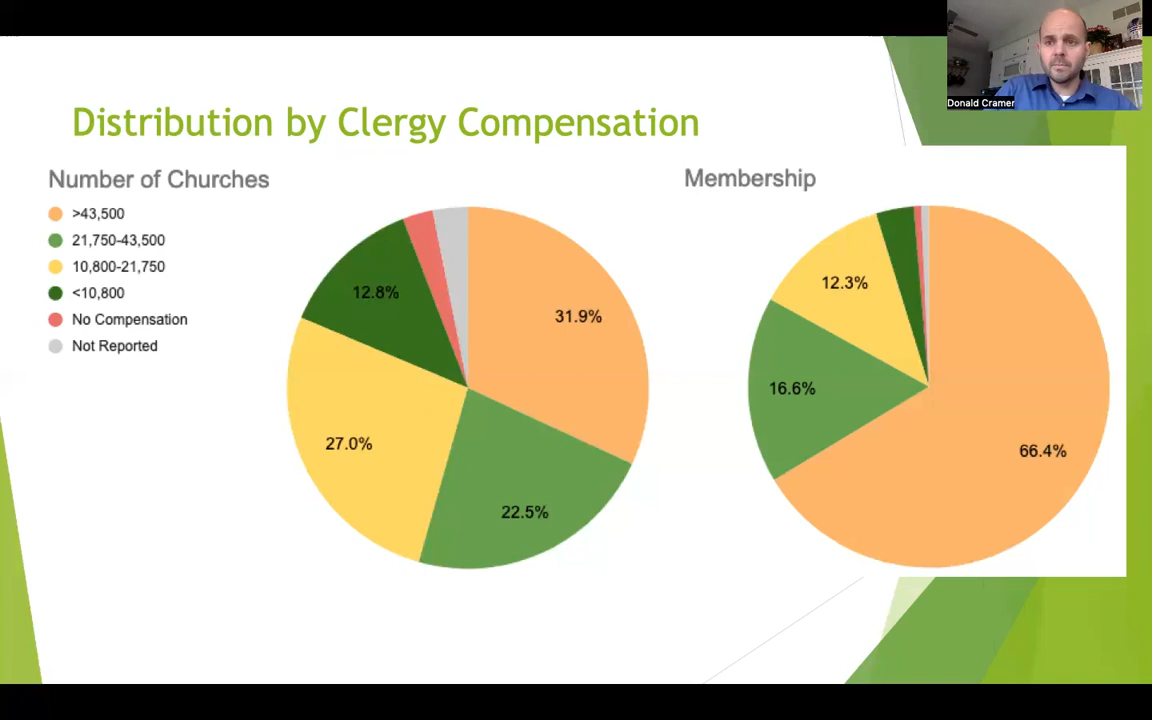 Donald Cramer
Distribution by Clergy Compensation
Number of Churches
>43,500
21,750-43,500
10,800-21,750
<10,800
No Compensation
Not Reported
12.8%
31.9%
27.0%
22.5%
Membership
12.3%
16.6%
66.4%